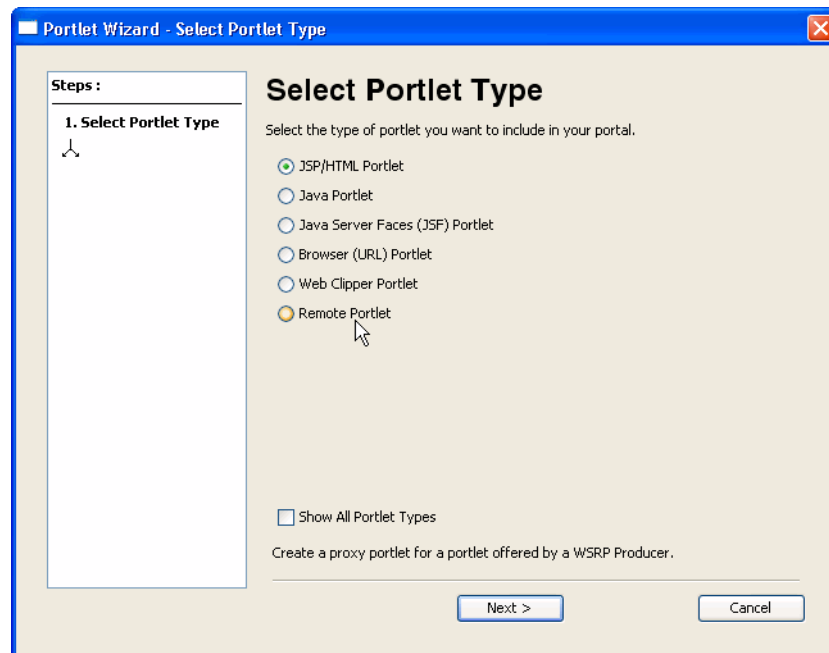 Portlet Wizard - Select Portlet Type
Steps :
1. Select Portlet Type
Select Portlet Type
Select the type of portlet you want to include in your portal.
JSP/HTML Portlet
Java Portlet
Java Server Faces (JSF) Portlet
Browser (URL) Portlet
Web Clipper Portlet
Remote Portlet
Show All Portlet Types
Create a proxy portlet for a portlet offered by a WSRP Producer.
Next >
Cancel